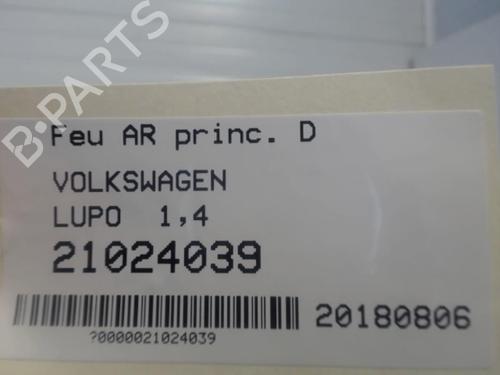 B-PARTS
Feu AR princ. D
VOLKSWAGEN
LUPO 1,4
21024039
20180806
?0000021024039